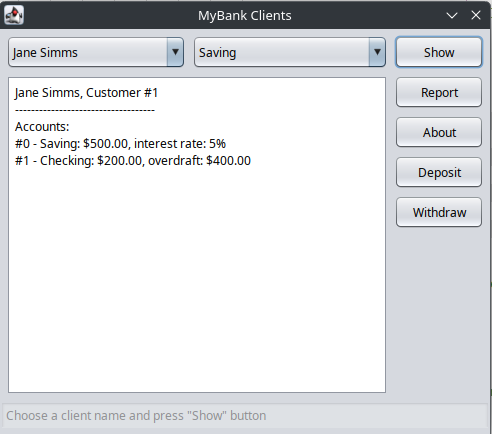 MyBank Clients
Jane Simms
Saving
Show
Jane Simms, Customer #1
-----------------------------------
Accounts:
#0 - Saving: $500.00, interest rate: 5%
#1 - Checking: $200.00, overdraft: $400.00
Report
About
Deposit
Withdraw
Choose a client name and press "Show" button